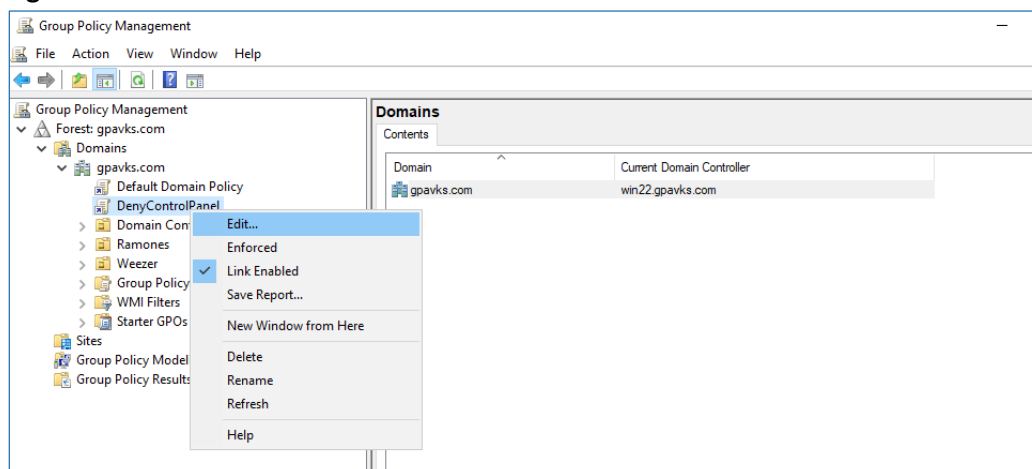 Group Policy Management
File Action View Window Help
Group Policy Management
Forest: gpavks.com
Domains
gpavks.com
Default Domain Policy
DenyControlPanel
Domain Con
Ramones
Weezer
Group Policy
WMI Filters
Starter GPOs
Sites
Group Policy Model
Group Policy Results
Edit...
Enforced
Link Enabled
Save Report...
New Window from Here
Delete
Rename
Refresh
Help
Domains
Contents
Domain Current Domain Controller
gpavks.com win22.gpavks.com